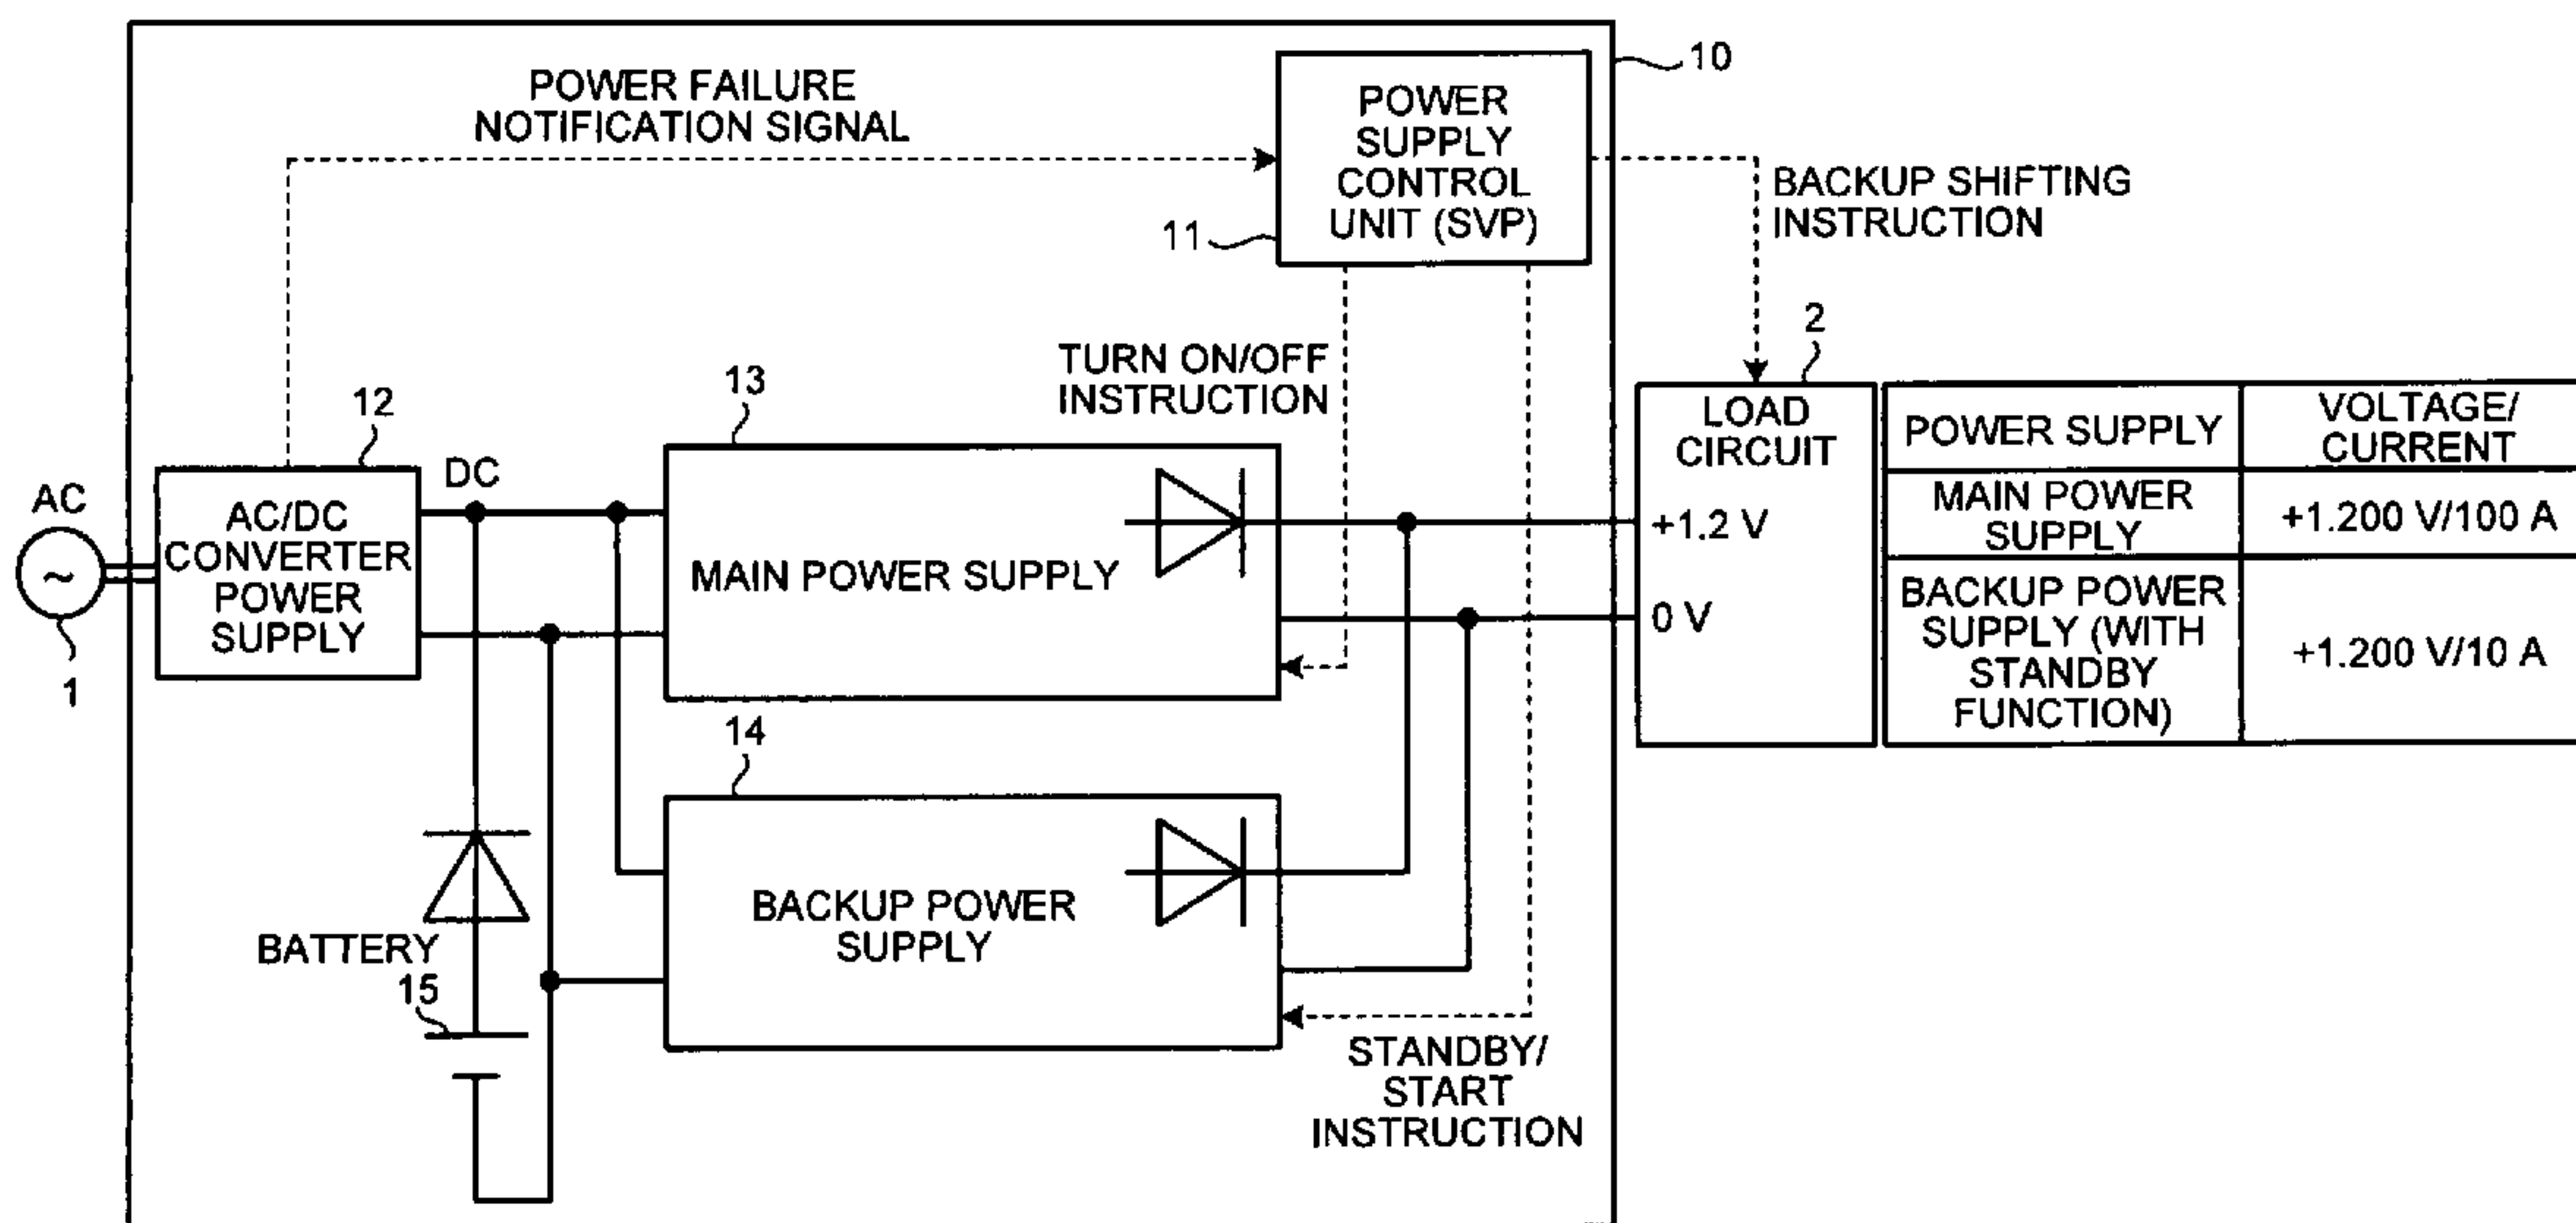 10
POWER FAILURE
NOTIFICATION SIGNAL
POWER
SUPPLY
CONTROL
UNIT (SVP)
11
BACKUP SHIFTING
INSTRUCTION
TURN ON/OFF
INSTRUCTION
2
LOAD
CIRCUIT
+1.2 V
0 V
POWER SUPPLY
VOLTAGE/
CURRENT
MAIN POWER
SUPPLY
+1.200 V/100 A
BACKUP POWER
SUPPLY (WITH
STANDBY
FUNCTION)
+1.200 V/10 A
AC
~
1
12
AC/DC
CONVERTER
POWER
SUPPLY
DC
13
MAIN POWER SUPPLY
14
BACKUP POWER
SUPPLY
BATTERY
15
STANDBY/
START
INSTRUCTION